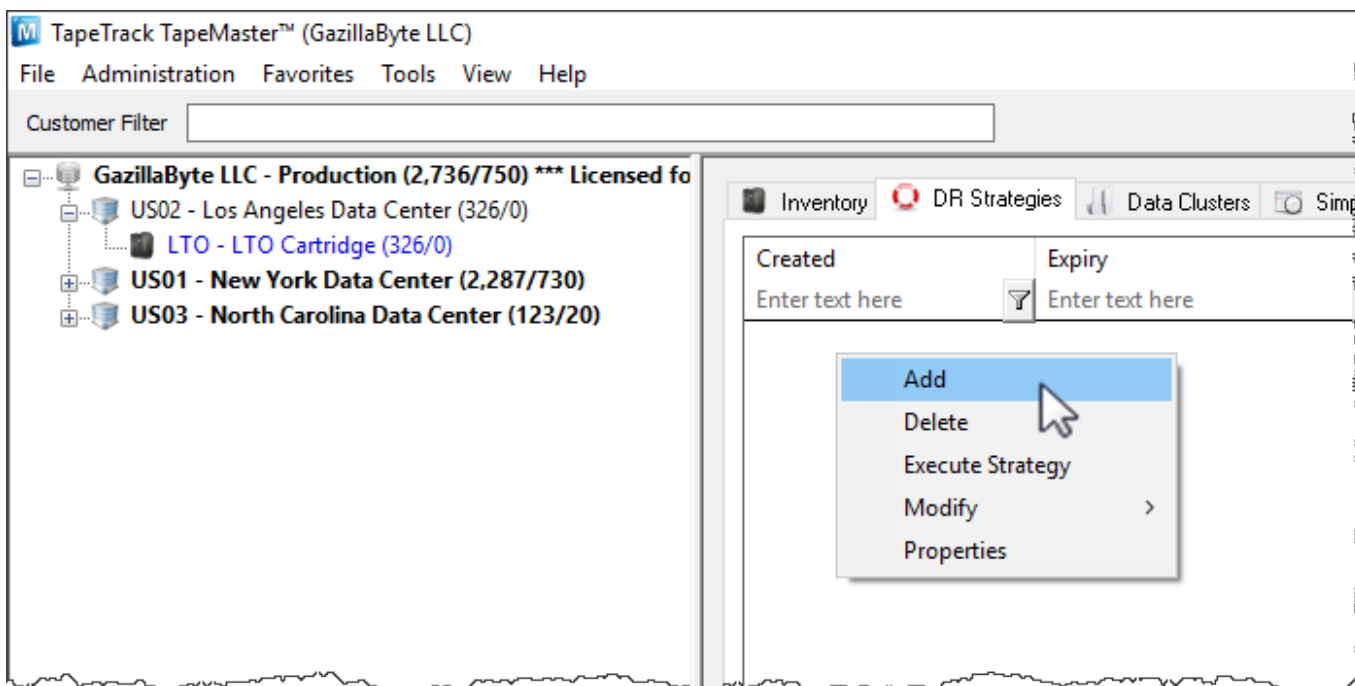 TapeTrack TapeMaster™ (GazillaByte LLC)
File Administration Favorites Tools View Help
Customer Filter
GazillaByte LLC - Production (2,736/750) *** Licensed fo
US02 - Los Angeles Data Center (326/0)
LTO - LTO Cartridge (326/0)
US01 - New York Data Center (2,287/730)
US03 - North Carolina Data Center (123/20)
Inventory DR Strategies Data Clusters Simp
Created Expiry
Enter text here Enter text here
Add
Delete
Execute Strategy
Modify
Properties